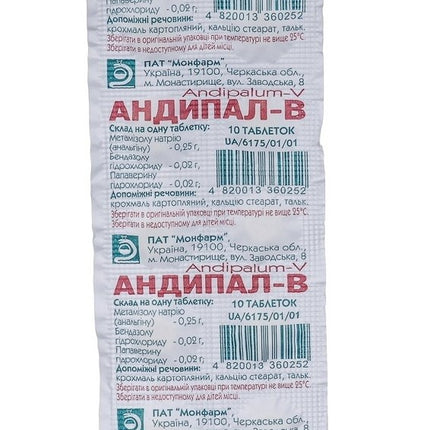 Папаверину
гідрохлориду - 0,02 г;
4 820013 360252
Допоміжні речовини:
крохмаль картопляний, кальцію стеарат, тальк.
Зберігати в оригінальній упаковці при температурі не вище 25°С.
Зберігати в недоступному для дітей місці.
ПАТ "Монфарм"
Україна, 19100, Черкаська обл.,
м. Монастирище, вул. Заводська, 8
Andipalum-V
АНДИПАЛ-В
Склад на одну таблетку:
10 ТАБЛЕТОК
Метамізолу натрію
(анальгіну) - 0,25 г,
UA/6175/01/01
Бендазолу
гідрохлориду - 0,02 г;
Папаверину
гідрохлориду - 0,02 г;
4 820013 360252
Допоміжні речовини:
крохмаль картопляний, кальцію стеарат, тальк.
Зберігати в оригінальній упаковці при температурі не вище 25°С.
Зберігати в недоступному для дітей місці.
ПАТ "Монфарм"
Україна, 19100, Черкаська обл.,
м. Монастирище, вул. Заводська, 8
Andipalum-V
АНДИПАЛ-В
Склад на одну таблетку:
10 ТАБЛЕТОК
Метамізолу натрію
(анальгіну) - 0,25 г,
UA/6175/01/01
Бендазолу
гідрохлориду - 0,02 г;
Папаверину
гідрохлориду - 0,02 г;
4 820013 360252
Допоміжні речовини:
крохмаль картопляний, кальцію стеарат, тальк.
Зберігати в оригінальній упаковці при температурі не вище 25°С.
Зберігати в недоступному для дітей місці.
ПАТ "Монфарм"
Україна, 19100, Черкаська обл.,
м. Монастирище, вул. Заводська, 8